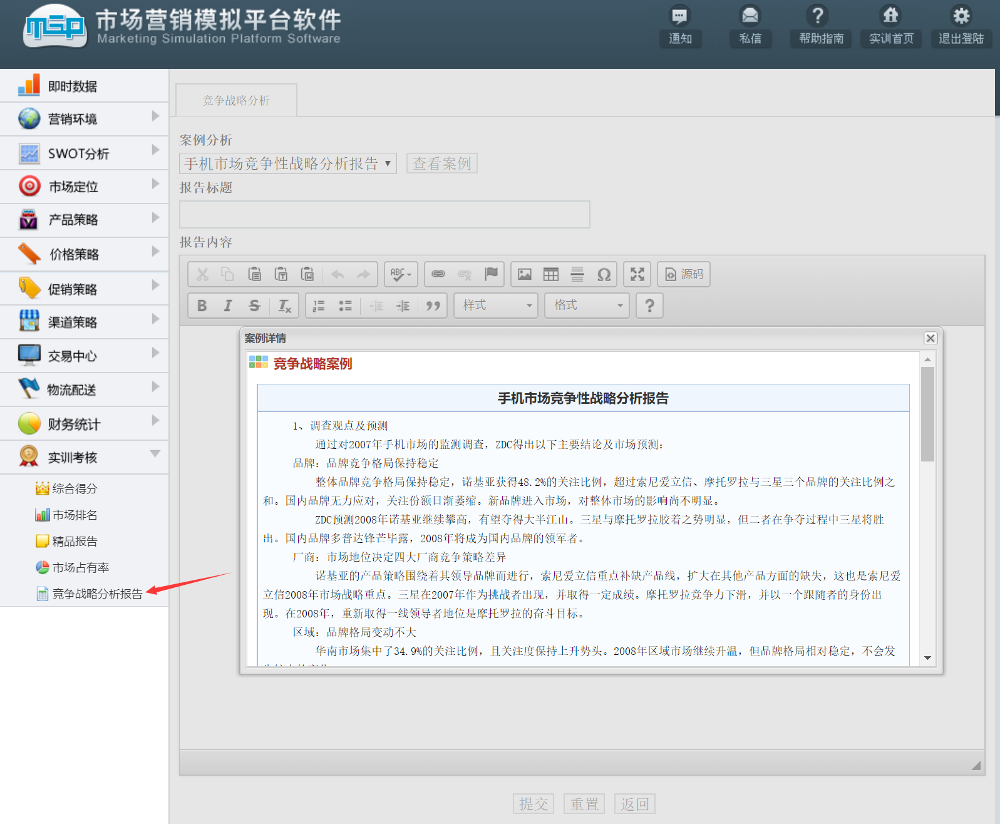 市场营销模拟平台软件
Marketing Simulation Platform Software
通知
私信
帮助指南
实训首页
退出登陆
即时数据
营销环境
SWOT分析
市场定位
产品策略
价格策略
促销策略
渠道策略
交易中心
物流配送
财务统计
实训考核
综合得分
市场排名
精品报告
市场占有率
竞争战略分析报告
竞争战略分析
案例分析
手机市场竞争性战略分析报告
查看案例
报告标题
报告内容
源码
样式
格式
案例详情
竞争战略案例
手机市场竞争性战略分析报告
1、调查观点及预测
通过对2007年手机市场的监测调查，ZDC得出以下主要结论及市场预测：
品牌：品牌竞争格局保持稳定
整体品牌竞争格局保持稳定，诺基亚获得48.2%的关注比例，超过索尼爱立信、摩托罗拉与三星三个品牌的关注比例之
和。国内品牌无力应对，关注份额日渐萎缩。新品牌进入市场，对整体市场的影响尚不明显。
ZDC预测2008年诺基亚继续攀高，有望夺得大半江山。三星与摩托罗拉胶着之势明显，但二者在争夺过程中三星将胜
出。国内品牌多普达锋芒毕露，2008年将成为国内品牌的领军者。
厂商：市场地位决定四大厂商竞争策略差异
诺基亚的产品策略围绕着其领导品牌而进行，索尼爱立信重点补缺产品线，扩大在其他产品方面的缺失，这也是索尼爱
立信2008年市场战略重点。三星在2007年作为挑战者出现，并取得一定成绩。摩托罗拉竞争力下滑，并以一个跟随者的身份出
现。在2008年，重新取得一线领导者地位是摩托罗拉的奋斗目标。
区域：品牌格局变动不大
华南市场集中了34.9%的关注比例，且关注度保持上升势头。2008年区域市场继续升温，但品牌格局相对稳定，不会发
提交
重置
返回